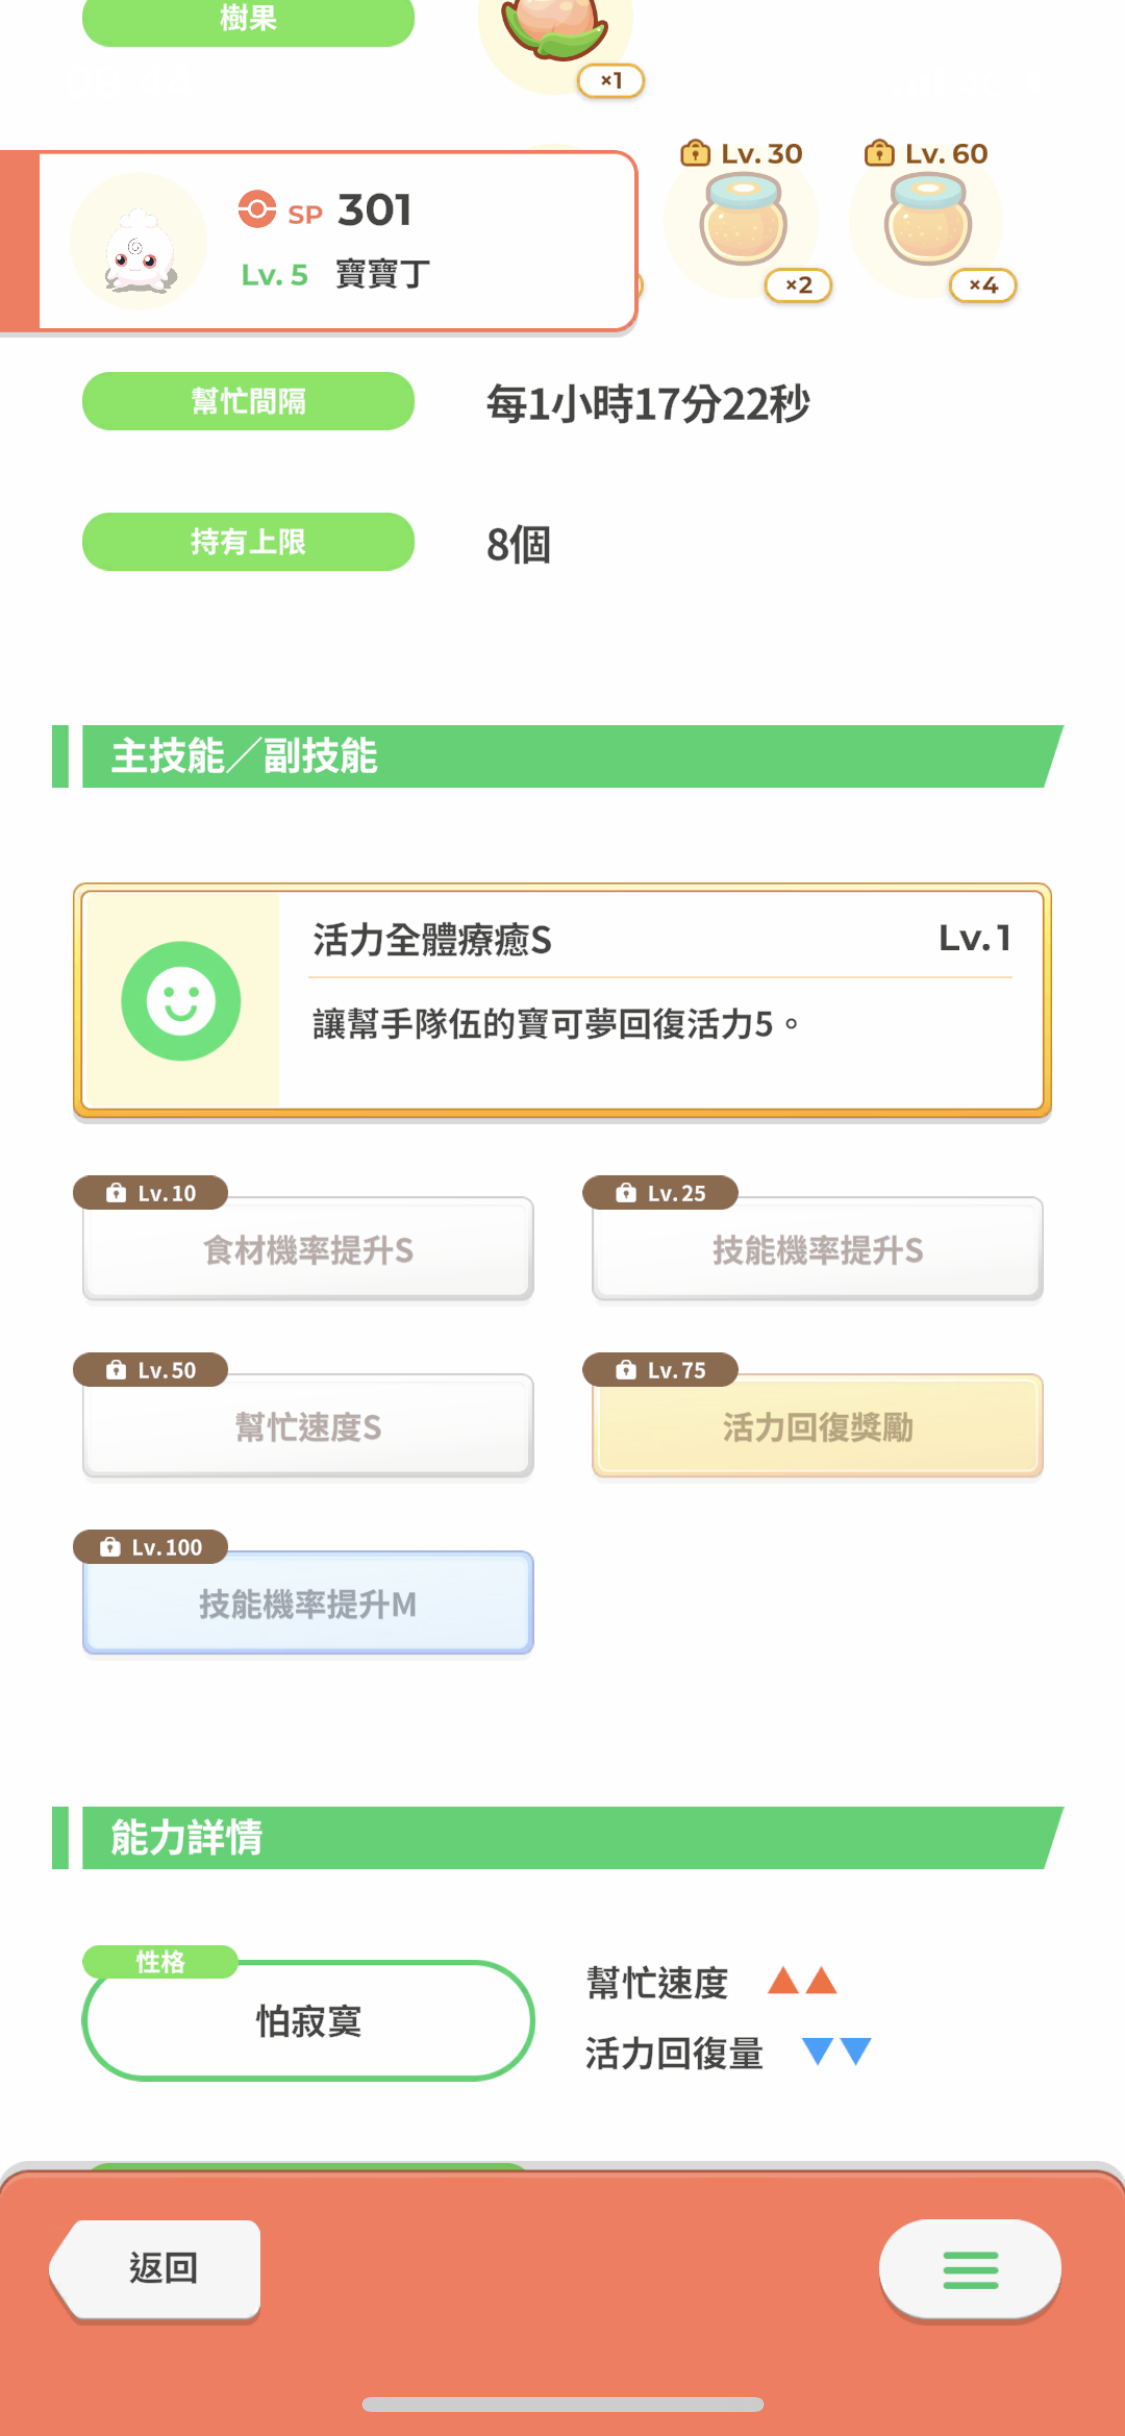 樹果
×1
Lv. 30
Lv. 60
SP 301
Lv. 5 寶寶丁
×2
×4
幫忙間隔
每1小時17分22秒
持有上限
8個
主技能／副技能
活力全體療癒S
Lv. 1
讓幫手隊伍的寶可夢回復活力5。
Lv. 10
食材機率提升S
Lv. 25
技能機率提升S
Lv. 50
幫忙速度S
Lv. 75
活力回復獎勵
Lv. 100
技能機率提升M
能力詳情
性格
怕寂寞
幫忙速度
活力回復量
返回